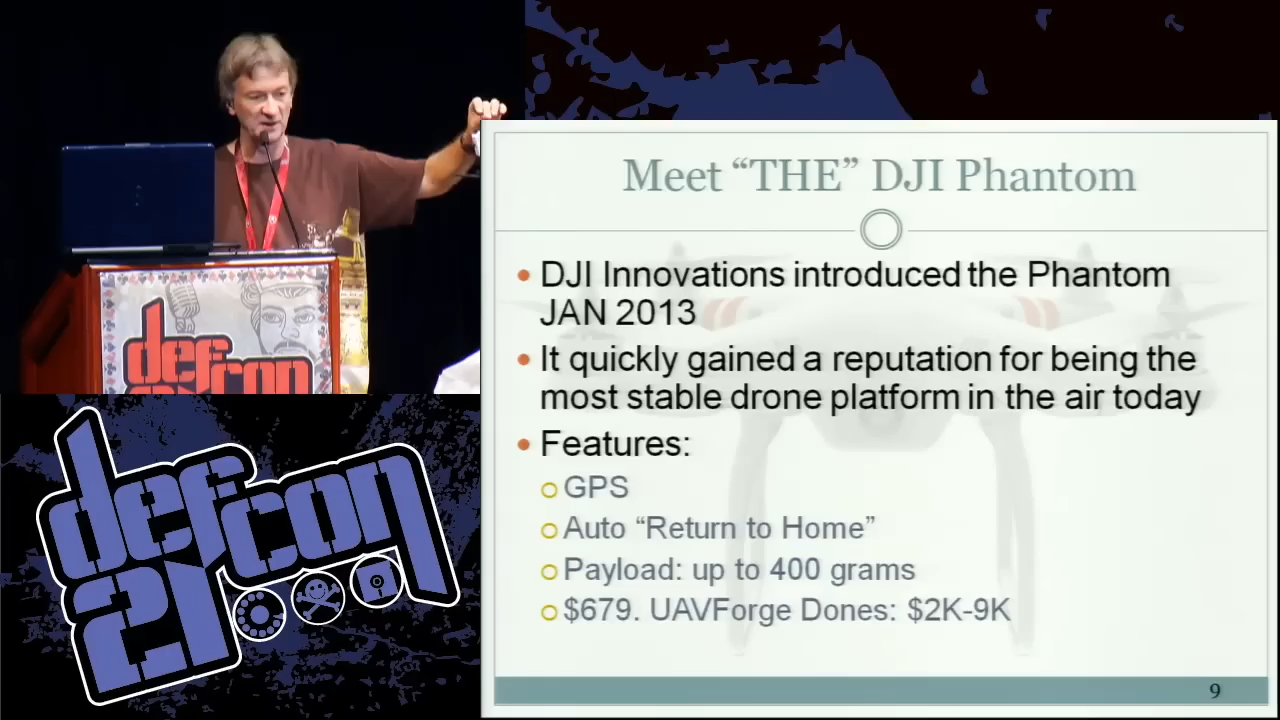 Meet “THE” DJI Phantom
• DJI Innovations introduced the Phantom
JAN 2013
• It quickly gained a reputation for being the
most stable drone platform in the air today
• Features:
GPS
Auto “Return to Home”
Payload: up to 400 grams
$679. UAVForge Dones: $2K-9K
9
defcon
defcon
21